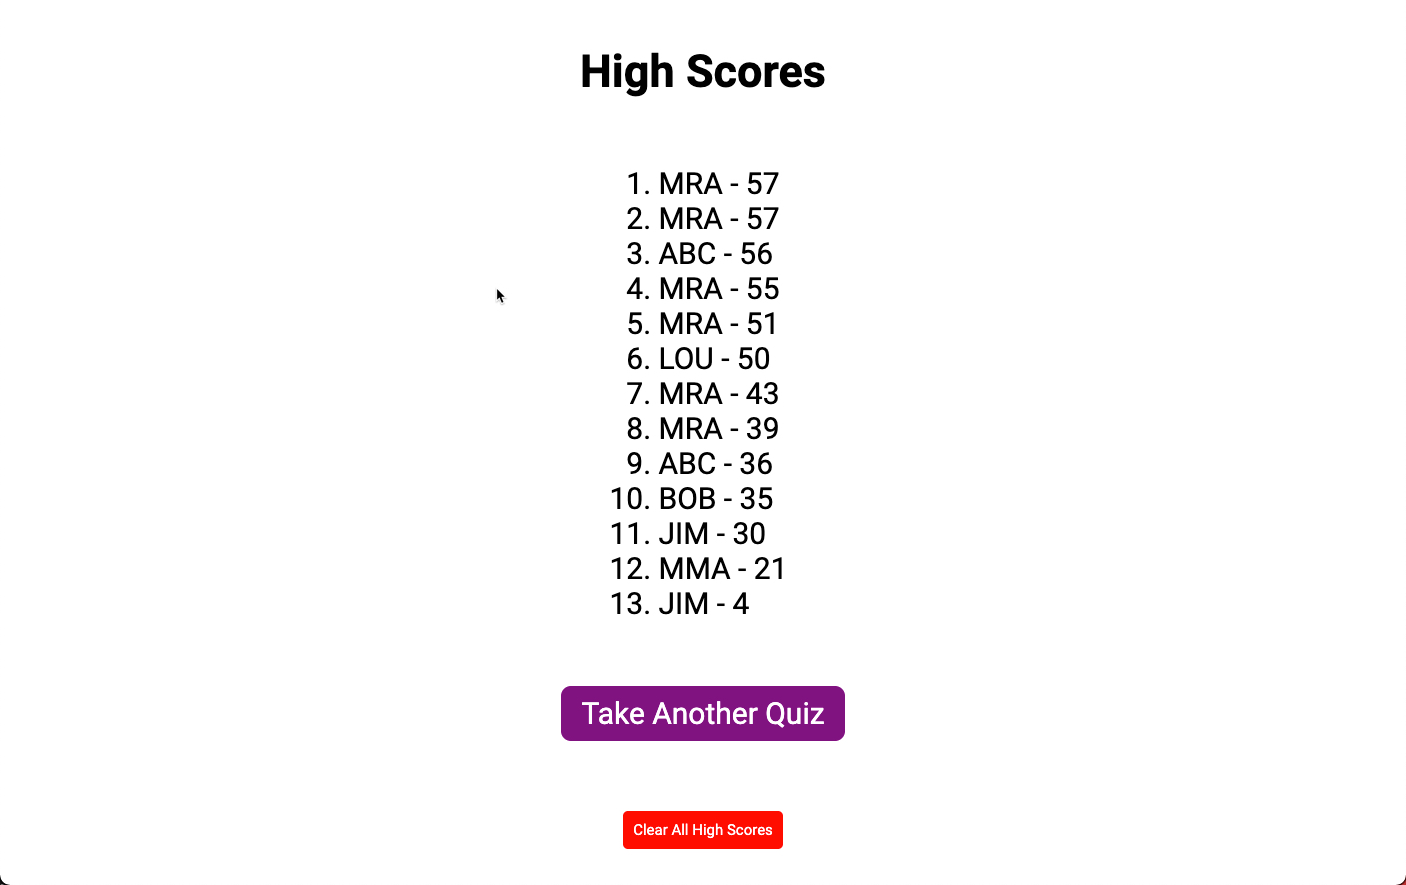 High Scores
1. MRA - 57
2. MRA - 57
3. ABC - 56
4. MRA - 55
5. MRA - 51
6. LOU - 50
7. MRA - 43
8. MRA - 39
9. ABC - 36
10. BOB - 35
11. JIM - 30
12. MMA - 21
13. JIM - 4
Take Another Quiz
Clear All High Scores